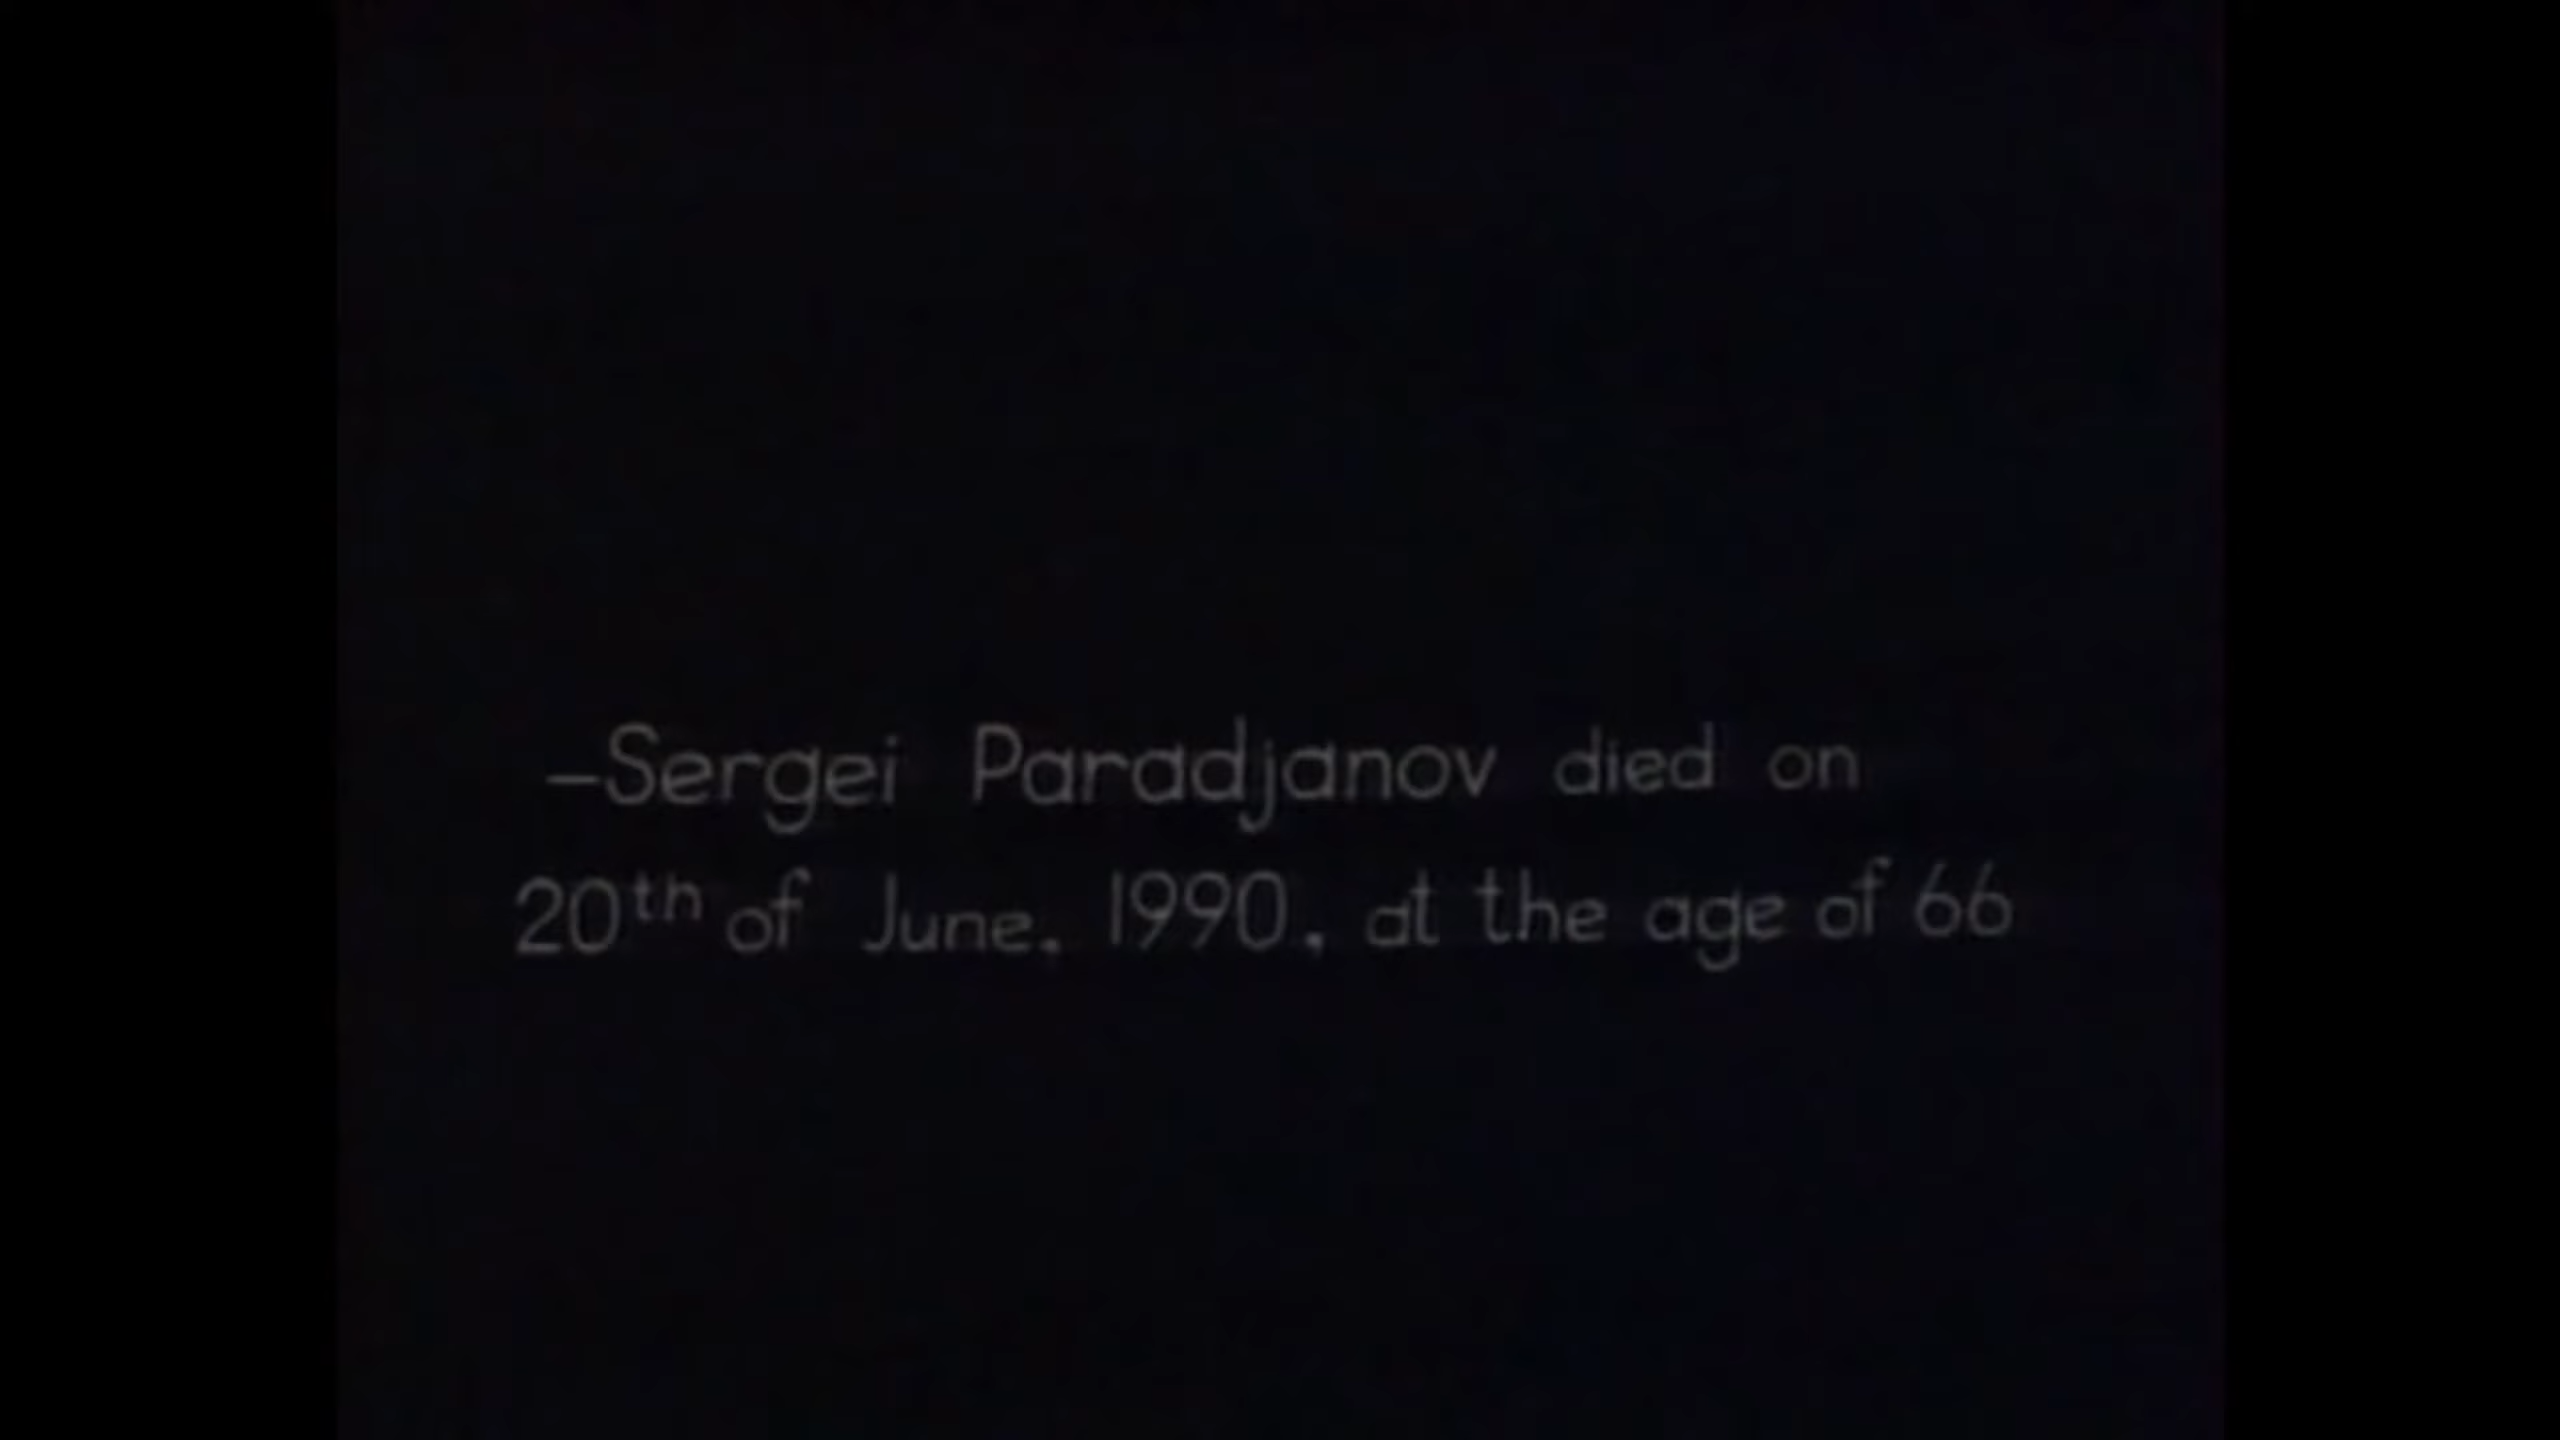 –Sergei Paradjanov died on
20th of June. 1990. at the age of 66